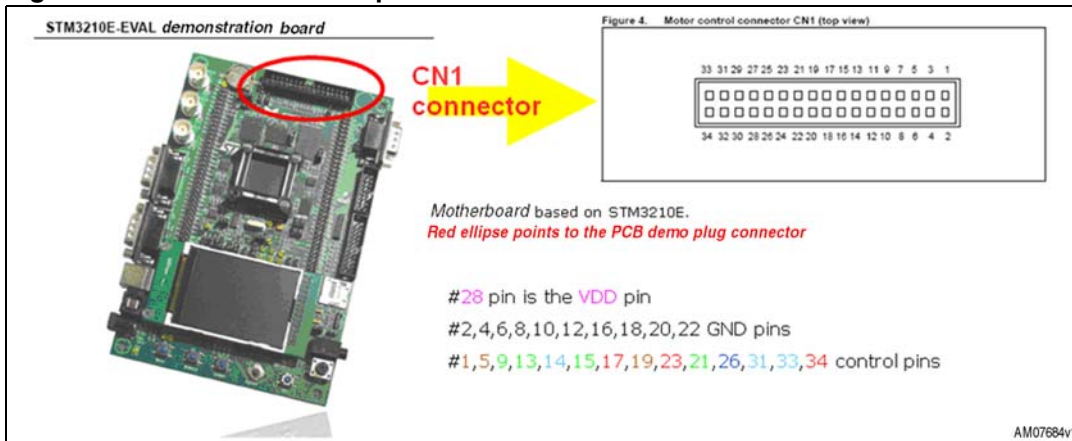 STM3210E-EVAL demonstration board
Figure 4. Motor control connector CN1 (top view)
CN1
connector
33 31 29 27 25 23 21 19 17 15 13 11 9 7 5 3 1
34 32 30 28 26 24 22 20 18 16 14 12 10 8 6 4 2
Motherboard based on STM3210E.
Red ellipse points to the PCB demo plug connector
#28 pin is the VDD pin
#2,4,6,8,10,12,16,18,20,22 GND pins
#1,5,9,13,14,15,17,19,23,21,26,31,33,34 control pins